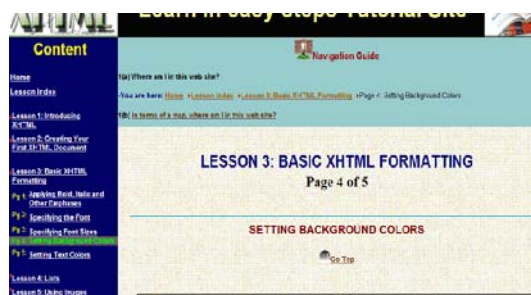 XHTML Learn in easy steps Tutorial Site
Content
Home
Lesson Index
Lesson 1: Introducing
XHTML
Lesson 2: Creating Your
First XHTML Document
Lesson 3: Basic XHTML
Formatting
Pg 1: Applying Bold, Italic and
Other Emphases
Pg 2: Specifying the Font
Pg 3: Specifying Font Sizes
Pg 4: Setting Background Colors
Pg 5: Setting Text Colors
Lesson 4: Lists
Lesson 5: Using Images
Navigation Guide
1(a) Where am I in this web site?
You are here: Home •Lesson Index •Lesson 3: Basic XHTML Formatting •Page 4: Setting Background Colors
1(b) In terms of a map, where am I in this web site?
LESSON 3: BASIC XHTML FORMATTING
Page 4 of 5
SETTING BACKGROUND COLORS
Go Top